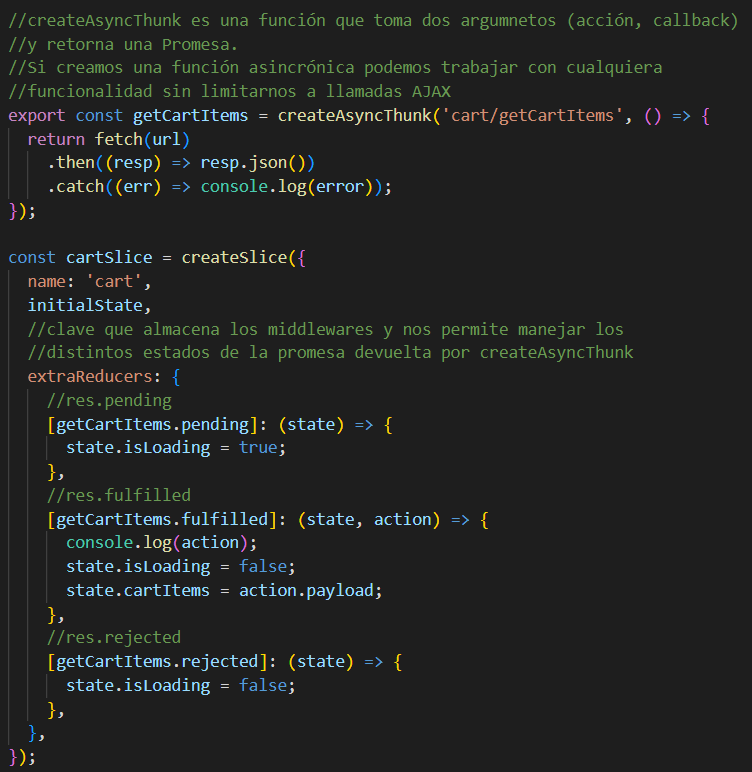 //createAsyncThunk es una función que toma dos argumnetos (acción, callback)
//y retorna una Promesa.
//Si creamos una función asincrónica podemos trabajar con cualquiera
//funcionalidad sin limitarnos a llamadas AJAX
export const getCartItems = createAsyncThunk('cart/getCartItems', () => {
  return fetch(url)
    .then((resp) => resp.json())
    .catch((err) => console.log(error));
});

const cartSlice = createSlice({
  name: 'cart',
  initialState,
  //clave que almacena los middlewares y nos permite manejar los
  //distintos estados de la promesa devuelta por createAsyncThunk
  extraReducers: {
    //res.pending
    [getCartItems.pending]: (state) => {
      state.isLoading = true;
    },
    //res.fulfilled
    [getCartItems.fulfilled]: (state, action) => {
      console.log(action);
      state.isLoading = false;
      state.cartItems = action.payload;
    },
    //res.rejected
    [getCartItems.rejected]: (state) => {
      state.isLoading = false;
    },
  },
});